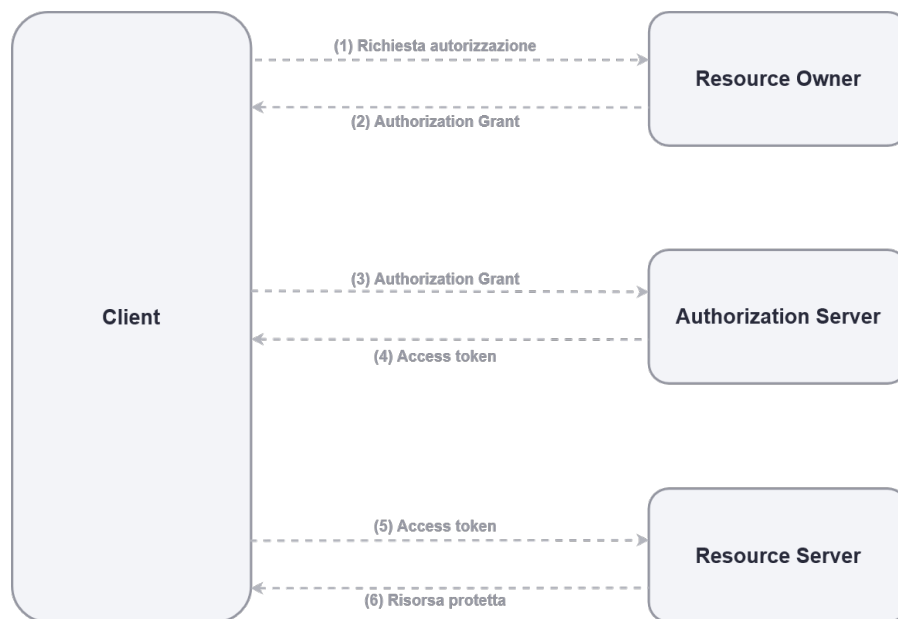 (1) Richiesta autorizzazione
Resource Owner
(2) Authorization Grant
(3) Authorization Grant
Client
Authorization Server
(4) Access token
(5) Access token
Resource Server
(6) Risorsa protetta